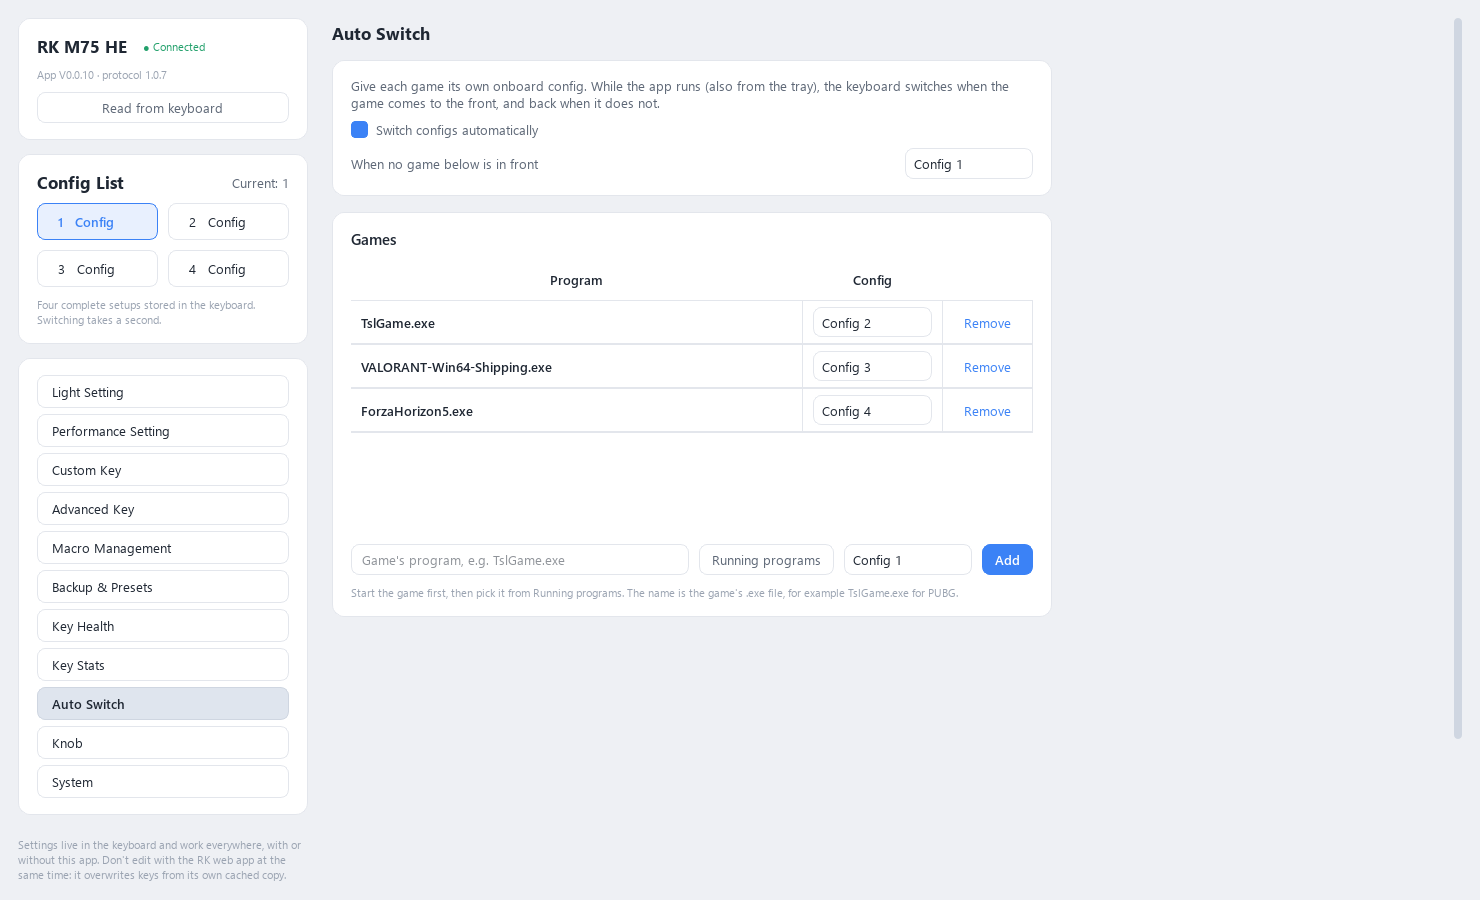 RK M75 HE ● Connected
App V0.0.10 · protocol 1.0.7
Read from keyboard
Config List
Current: 1
1 Config
2 Config
3 Config
4 Config
Four complete setups stored in the keyboard.
Switching takes a second.
Light Setting
Performance Setting
Custom Key
Advanced Key
Macro Management
Backup & Presets
Key Health
Key Stats
Auto Switch
Knob
System
Settings live in the keyboard and work everywhere, with or
without this app. Don't edit with the RK web app at the
same time: it overwrites keys from its own cached copy.
Auto Switch
Give each game its own onboard config. While the app runs (also from the tray), the keyboard switches when the
game comes to the front, and back when it does not.
Switch configs automatically
When no game below is in front
Config 1
Games
Program Config
TslGame.exe Config 2 Remove
VALORANT-Win64-Shipping.exe Config 3 Remove
ForzaHorizon5.exe Config 4 Remove
Game's program, e.g. TslGame.exe Running programs Config 1 Add
Start the game first, then pick it from Running programs. The name is the game's .exe file, for example TslGame.exe for PUBG.